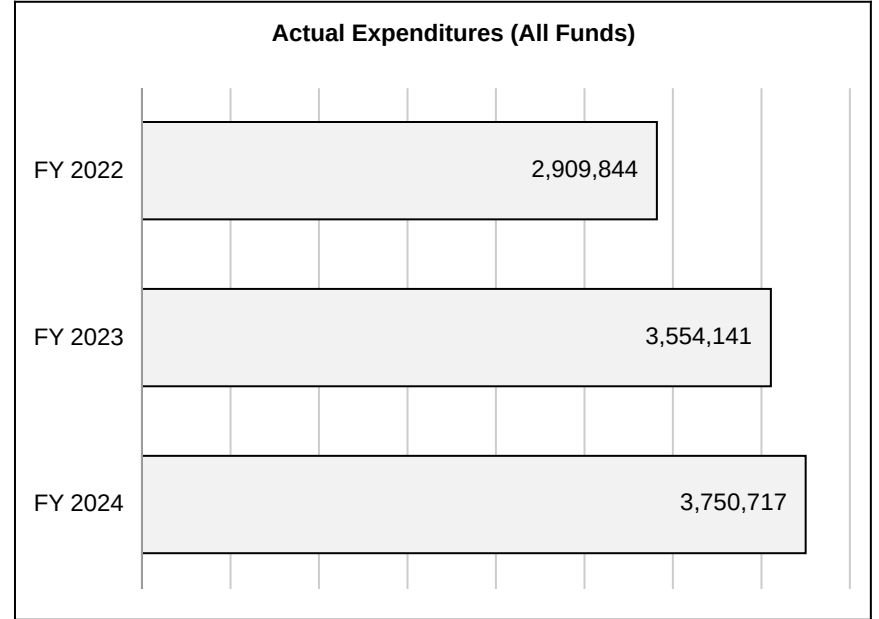 Actual Expenditures (All Funds)
FY 2022 2,909,844
FY 2023 3,554,141
FY 2024 3,750,717